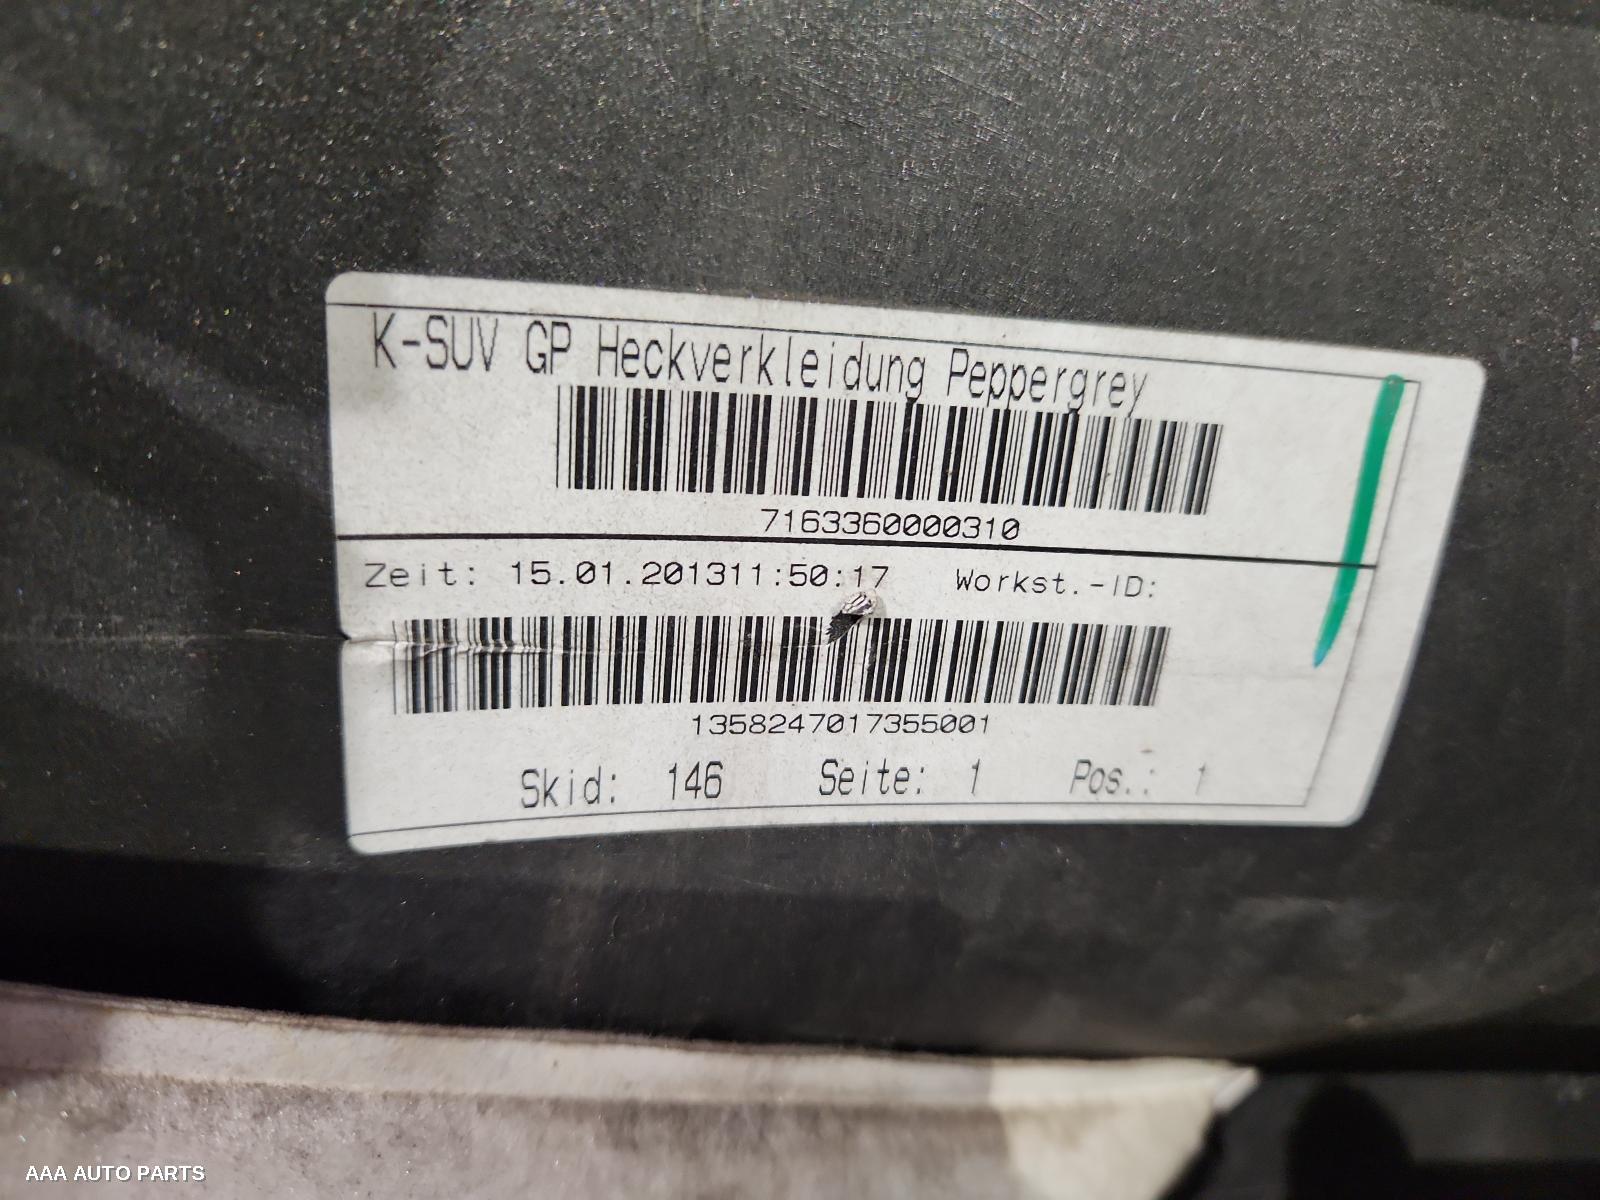 K-SUV GP Heckverkleidung Peppergrey
7163360000310
Zeit: 15.01.201311:50:17 Workst.-ID:
1358247017355001
Skid: 146 Seite: 1 Pos.: 1
AAA AUTO PARTS